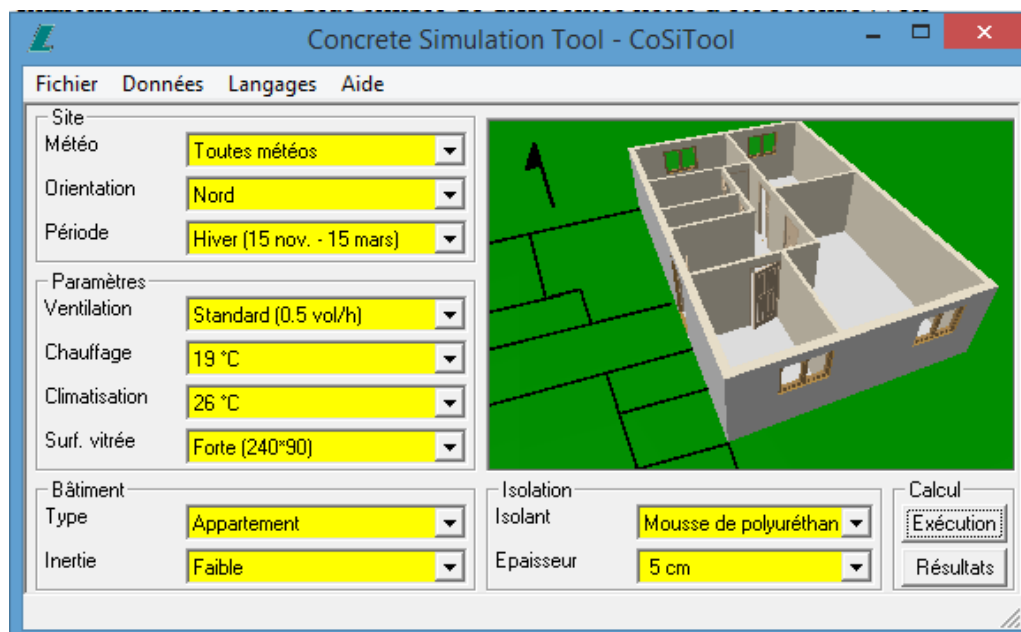 Concrete Simulation Tool - CoSiTool
Fichier Données Langages Aide
Site
Météo Toutes météos
Orientation Nord
Période Hiver (15 nov. - 15 mars)
Paramètres
Ventilation Standard (0.5 vol/h)
Chauffage 19 °C
Climatisation 26 °C
Surf. vitrée Forte (240*90)
Bâtiment
Type Appartement
Inertie Faible
Isolation
Isolant Mousse de polyuréthan
Epaisseur 5 cm
Calcul
Exécution
Résultats